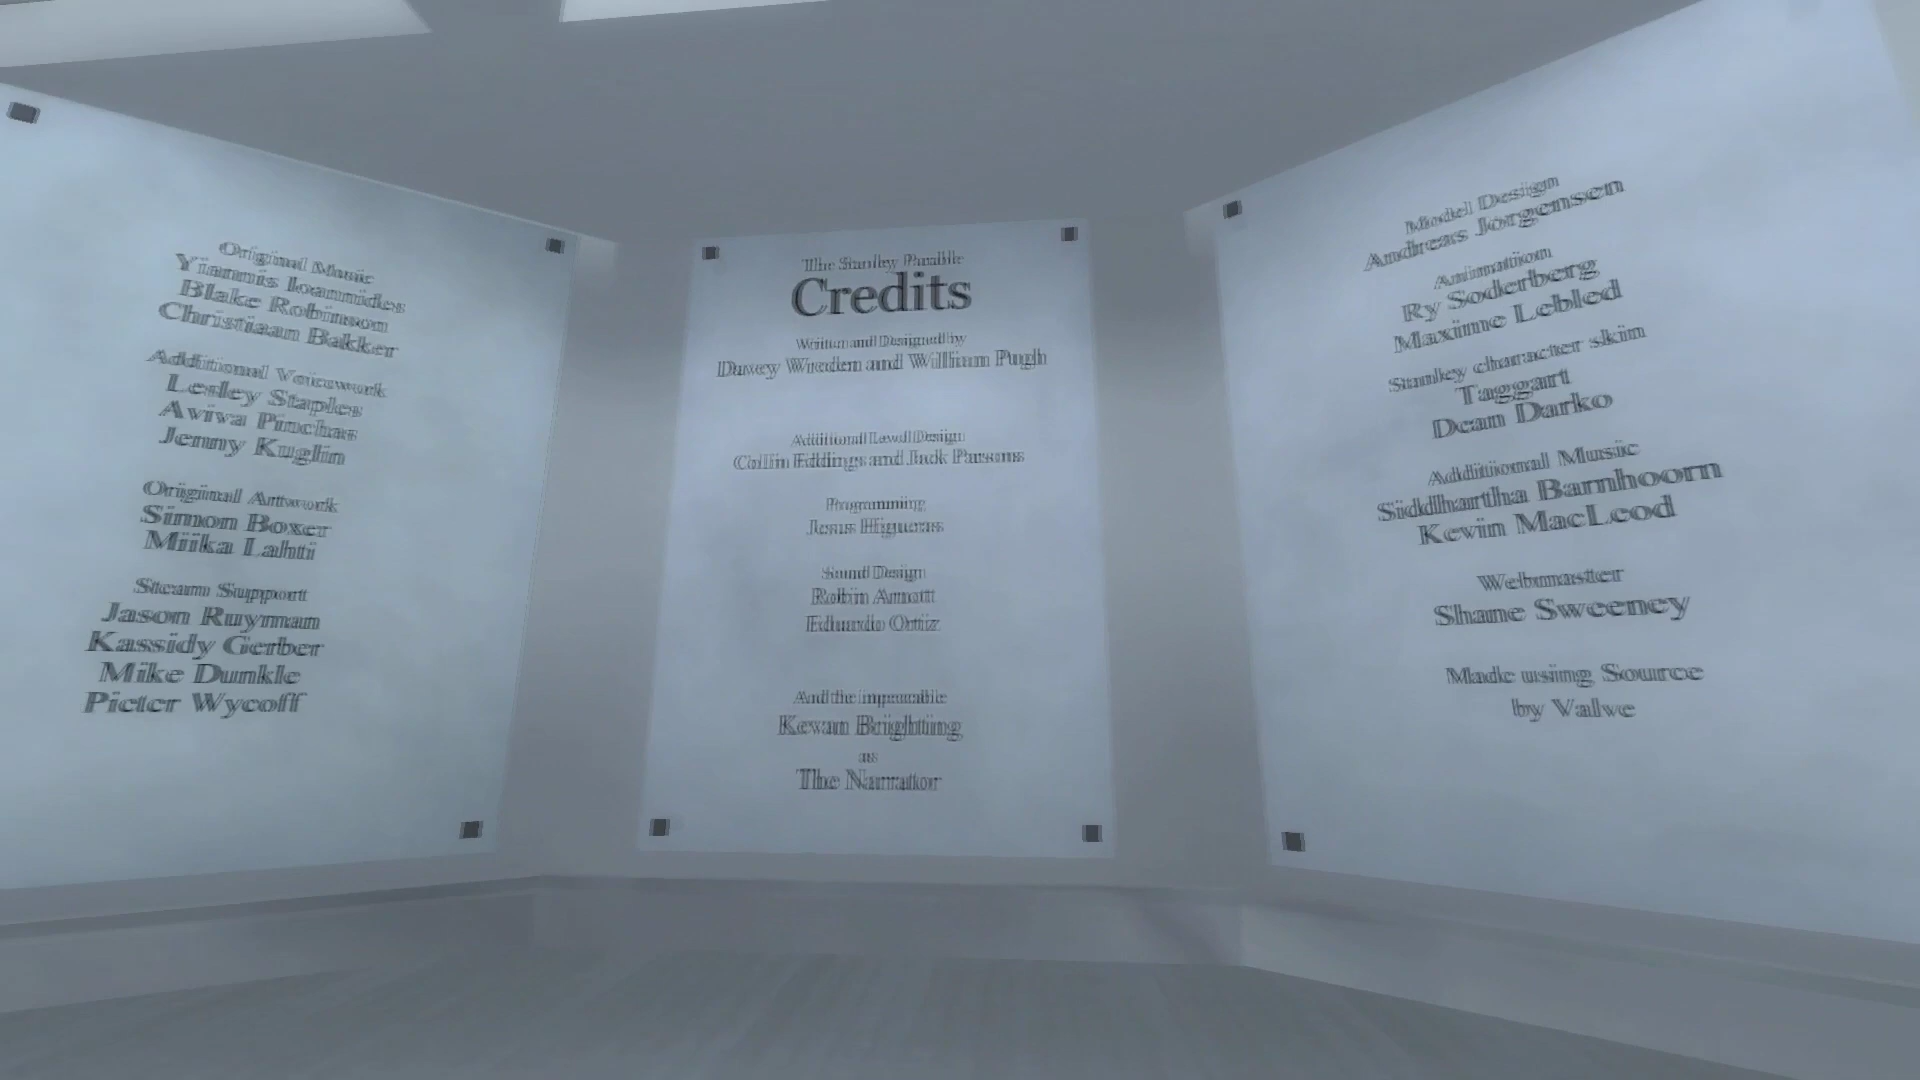 Original Music
Yiannis Ioannides
Blake Robinson
Christiaan Bakker
Additional Voicework
Lesley Staples
Aviva Pinchas
Jenny Kuglin
Original Artwork
Simon Boxer
Miika Lahti
Steam Support
Jason Ruymen
Kassidy Gerber
Mike Dunkle
Pieter Wycoff
The Stanley Parable
Credits
Written and Designed by
Davey Wreden and William Pugh
Additional Level Design
Collin Eddings and Jack Parsons
Programming
Jesus Higueras
Sound Design
Robin Arnott
Eduardo Ortiz
And the impeccable
Kevan Brighting
as
The Narrator
Model Design
Andreas Jorgensen
Animation
Ry Soderberg
Maxime Lebled
Stanley character skin
Taggart
Dean Darko
Additional Music
Siddhartha Barnhoorn
Kevin MacLeod
Webmaster
Shane Sweeney
Made using Source
by Valve